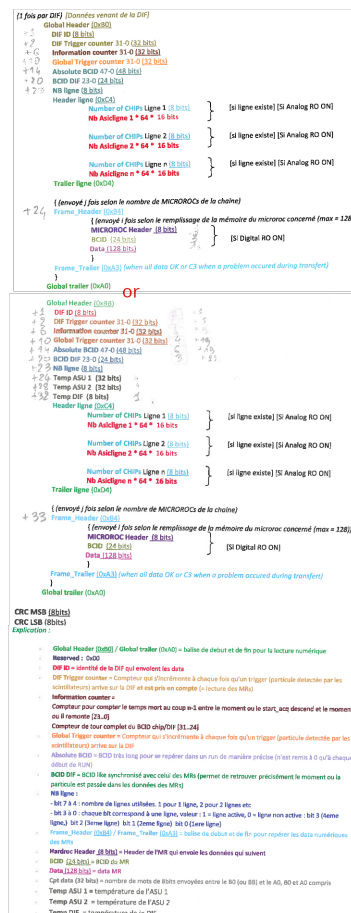 (1 fois par DIF) [Données venant de la DIF]
Global Header (0xB0)
+1 DIF ID (8 bits)
+2 DIF Trigger counter 31-0 (32 bits)
+6 Information counter 31-0 (32 bits)
+10 Global Trigger counter 31-0 (32 bits)
+14 Absolute BCID 47-0 (48 bits)
+20 BCID DIF 23-0 (24 bits)
+23 NB ligne (8 bits)
Header ligne (0xC4)
Number of CHIPs Ligne 1 (8 bits)
Nb Asicligne 1 * 64 * 16 bits
} [si ligne existe] [Si Analog RO ON]
Number of CHIPs Ligne 2 (8 bits)
Nb Asicligne 2 * 64 * 16 bits
} [si ligne existe] [Si Analog RO ON]
Number of CHIPs Ligne n (8 bits)
Nb Asicligne n * 64 * 16 bits
} [si ligne existe] [Si Analog RO ON]
Trailer ligne (0xD4)
{ (envoyé j fois selon le nombre de MICROROCs de la chaine)
+24 Frame_Header (0xB4)
{ (envoyé i fois selon le remplissage de la mémoire du microroc concerné (max = 128
MICROROC Header (8 bits)
BCID (24 bits)
Data (128 bits)
} [Si Digital RO ON]
Frame_Trailer (0xA3) (when all data OK or C3 when a problem occured during transfert)
}
Global trailer (0xA0)
or
Global Header (0xBB)
+1 DIF ID (8 bits)
+2 DIF Trigger counter 31-0 (32 bits)
+6 Information counter 31-0 (32 bits)
+10 Global Trigger counter 31-0 (32 bits)
+14 Absolute BCID 47-0 (48 bits)
+20 BCID DIF 23-0 (24 bits)
+23 NB ligne (8 bits)
+24 Temp ASU 1 (32 bits)
+28 Temp ASU 2 (32 bits)
+32 Temp DIF (8 bits)
Header ligne (0xC4)
Number of CHIPs Ligne 1 (8 bits)
Nb Asicligne 1 * 64 * 16 bits
} [si ligne existe] [Si Analog RO ON]
Number of CHIPs Ligne 2 (8 bits)
Nb Asicligne 2 * 64 * 16 bits
} [si ligne existe] [Si Analog RO ON]
Number of CHIPs Ligne n (8 bits)
Nb Asicligne n * 64 * 16 bits
} [si ligne existe] [Si Analog RO ON]
Trailer ligne (0xD4)
{ (envoyé j fois selon le nombre de MICROROCs de la chaine)
+33 Frame_Header (0xB4)
{ (envoyé i fois selon le remplissage de la mémoire du microroc concerné (max = 128)]
MICROROC Header (8 bits)
BCID (24 bits)
Data (128 bits)
} [Si Digital RO ON]
}
Frame_Trailer (0xA3) (when all data OK or C3 when a problem occured during transfert)
}
Global trailer (0xA0)
CRC MSB (8bits)
CRC LSB (8bits)
Explication :
Global Header (0xB0) / Global trailer (0xA0) = balise de debut et de fin pour la lecture numérique
Reserved : 0x00
DIF ID = identité de la DIF qui envoient les data
DIF Trigger counter = Compteur qui s'incrémente à chaque fois qu'un trigger (particule detectée par les
scintillateurs) arrive sur la DIF et est pris en compte (= lecture des MRs)
Information counter =
Compteur pour compter le temps mort au coup n-1 entre le moment ou le start_acq descend et le momen
ou il remonte [23..0]
Compteur de tour complet du BCID chip/DIF [31..24]
Global Trigger counter = Compteur qui s'incrémente à chaque fois qu'un trigger (particule detectée par les
scintillateurs) arrive sur la DIF
Absolute BCID = BCID très long pour se repérer dans un run de manière précise (n'est remis à 0 qu'à chaque
début de RUN)
BCID DIF = BCID like synchronisé avec celui des MRs (permer de retrouver précisément le moment ou la
particule est passée dans les données des MRs)
NB ligne :
- bit 7 à 4 : nombre de lignes utilisées. 1 pour 1 ligne, 2 pour 2 lignes etc
- bit 3 à 0 : chaque bit correspond à une ligne, valeur : 1 = ligne active, 0 = ligne non active : bit 3 (4eme
ligne,) bit 2 (3eme ligne) bit 1 (2eme ligne) bit 0 (1ere ligne)
Frame_Header (0xB4) / Frame_Trailer (0xA3) = balise de debut et de fin pour repérer les data numériques
des MRs
Hardroc Header (8 bits) = Header de l'MR qui envoie les données qui suivent
BCID (24 bits) = BCID du MR
Data (128 bits) = data MR
Cpt data (32 bits) = nombre de mots de 8bits envoyées entre le B0 (ou BB) et le A0, B0 et A0 compris
Temp ASU 1 = température de l'ASU 1
Temp ASU 2 = température de l'ASU 2
Temp DIF = température de la DIF